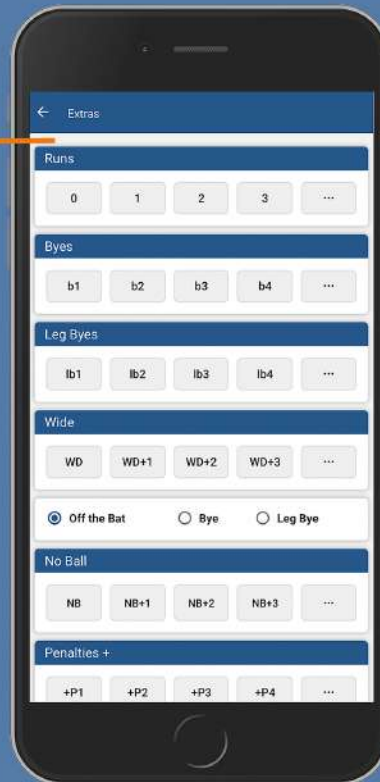 Extras
Runs
0 1 2 3 ...
Byes
b1 b2 b3 b4 ...
Leg Byes
lb1 lb2 lb3 lb4 ...
Wide
WD WD+1 WD+2 WD+3 ...
Off the Bat Bye Leg Bye
No Ball
NB NB+1 NB+2 NB+3 ...
Penalties +
+P1 +P2 +P3 +P4 ...